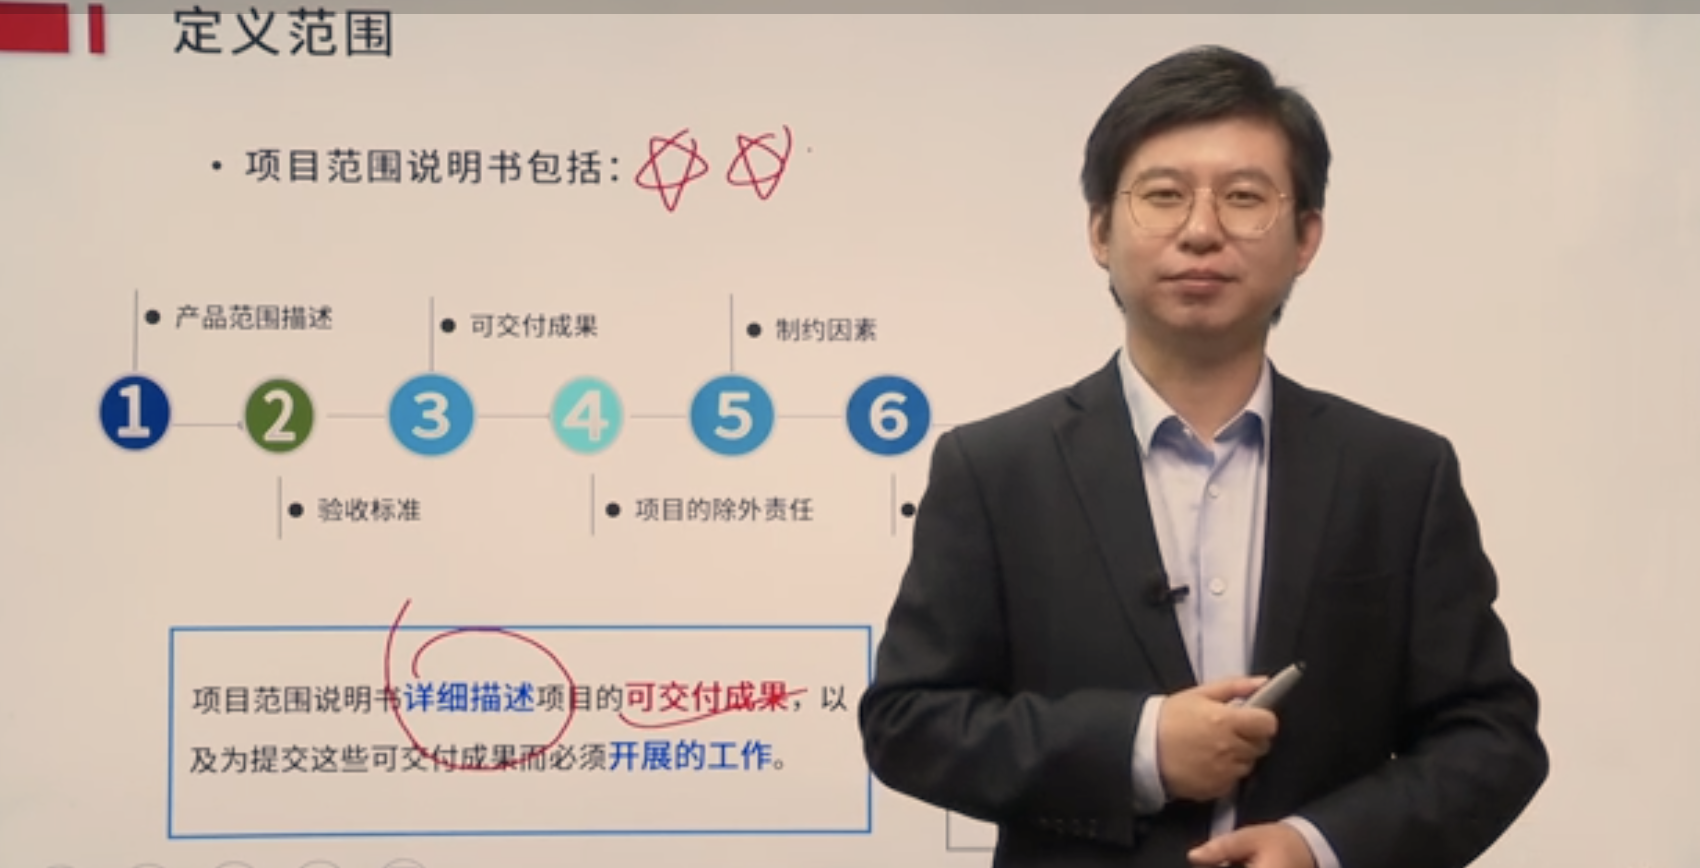 定义范围
• 项目范围说明书包括：
• 产品范围描述
• 可交付成果
• 制约因素
1
2
3
4
5
6
• 验收标准
• 项目的除外责任
项目范围说明书详细描述项目的可交付成果，以
及为提交这些可交付成果而必须开展的工作。